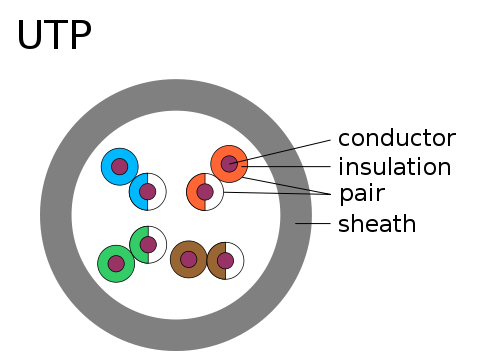 UTP
conductor
insulation
pair
sheath